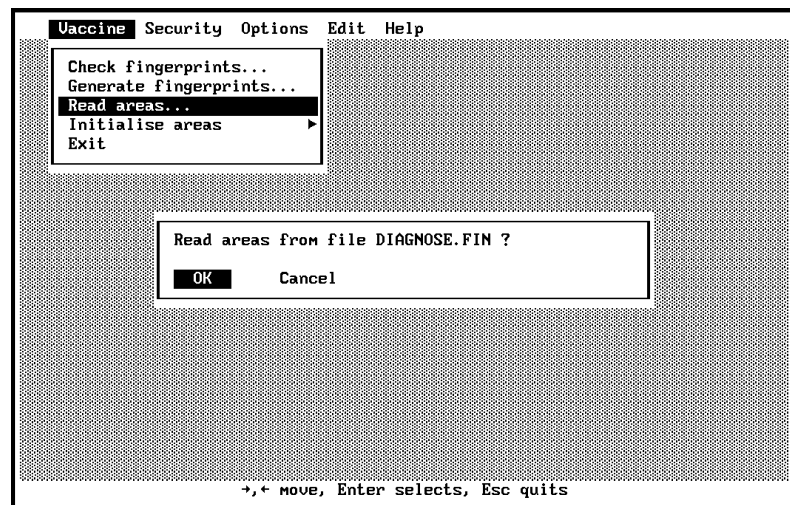 Vaccine Security Options Edit Help
Check fingerprints...
Generate fingerprints...
Read areas...
Initialise areas ►
Exit
Read areas from file DIAGNOSE.FIN ?
OK Cancel
→,← move, Enter selects, Esc quits